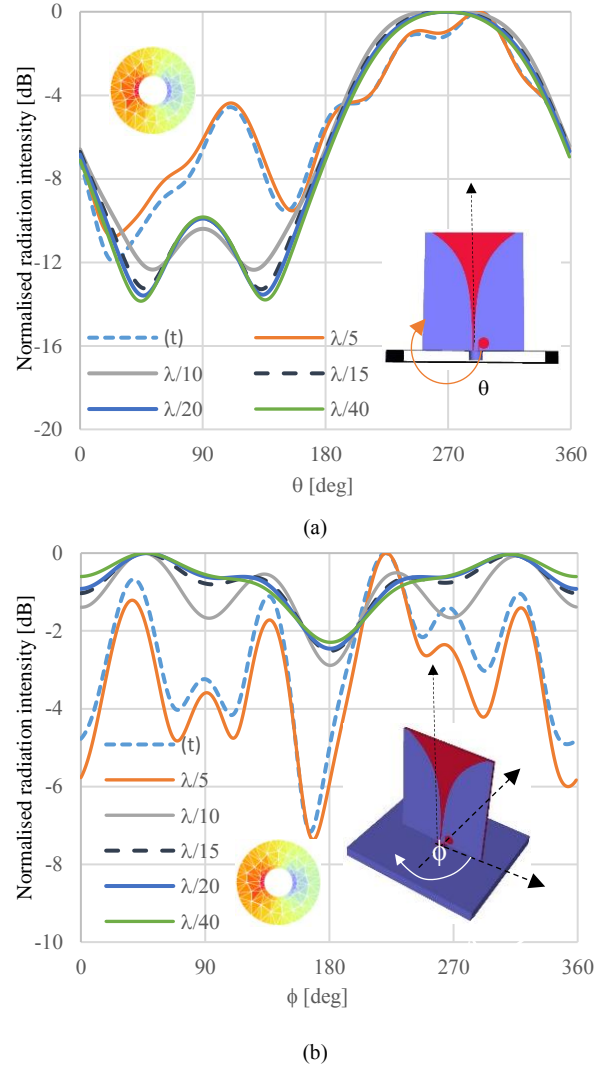 Normalised radiation intensity [dB]
0
-4
-8
-12
-16
-20
(t)
λ/5
λ/10
λ/15
λ/20
λ/40
θ
0
90
180
270
360
θ [deg]
(a)
Normalised radiation intensity [dB]
0
-2
-4
-6
-8
-10
(t)
λ/5
λ/10
λ/15
λ/20
λ/40
ϕ
0
90
180
270
360
ϕ [deg]
(b)